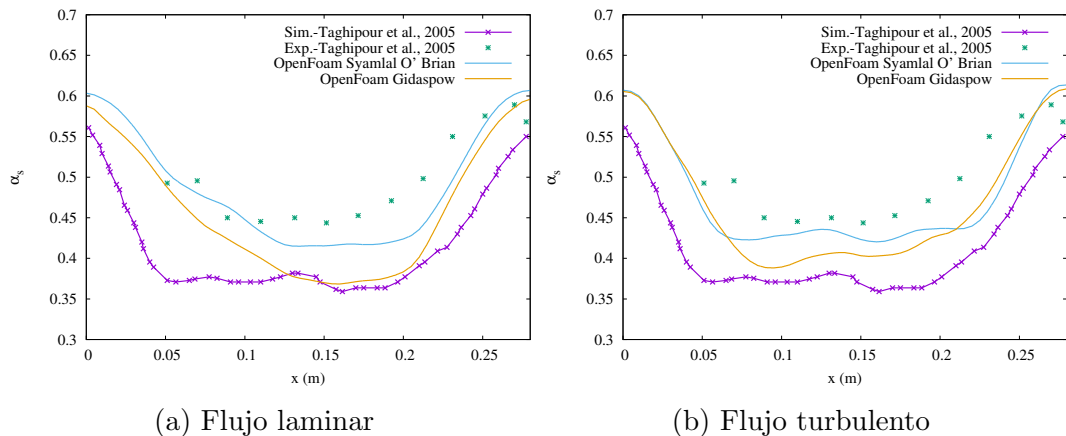 0.7
0.65
0.6
0.55
0.5
0.45
0.4
0.35
0.3
αs
0
0.05
0.1
0.15
0.2
0.25
x (m)
Sim.-Taghipour et al., 2005
Exp.-Taghipour et al., 2005
OpenFoam Syamlal O' Brian
OpenFoam Gidaspow
(a) Flujo laminar
0.7
0.65
0.6
0.55
0.5
0.45
0.4
0.35
0.3
αs
0
0.05
0.1
0.15
0.2
0.25
x (m)
Sim.-Taghipour et al., 2005
Exp.-Taghipour et al., 2005
OpenFoam Syamlal O' Brian
OpenFoam Gidaspow
(b) Flujo turbulento